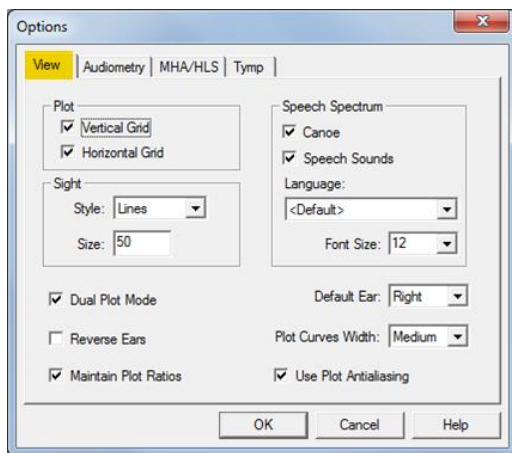 Options
View Audiometry MHA/HLS Tymp
Plot
Vertical Grid
Horizontal Grid
Sight
Style: Lines
Size: 50
Speech Spectrum
Canoe
Speech Sounds
Language:
<Default>
Font Size: 12
Dual Plot Mode
Default Ear: Right
Reverse Ears
Plot Curves Width: Medium
Maintain Plot Ratios
Use Plot Antialiasing
OK Cancel Help